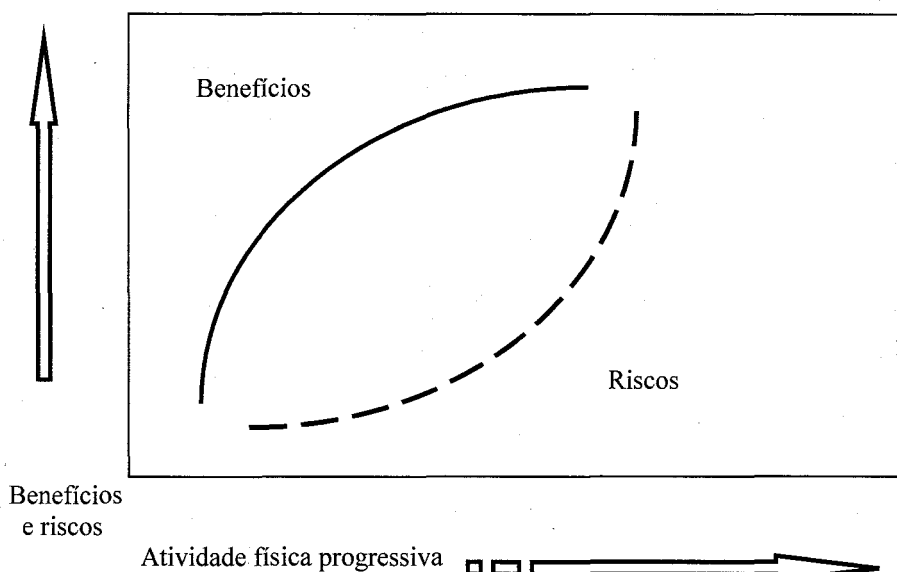 Benefícios
Riscos
Benefícios
e riscos
Atividade física progressiva